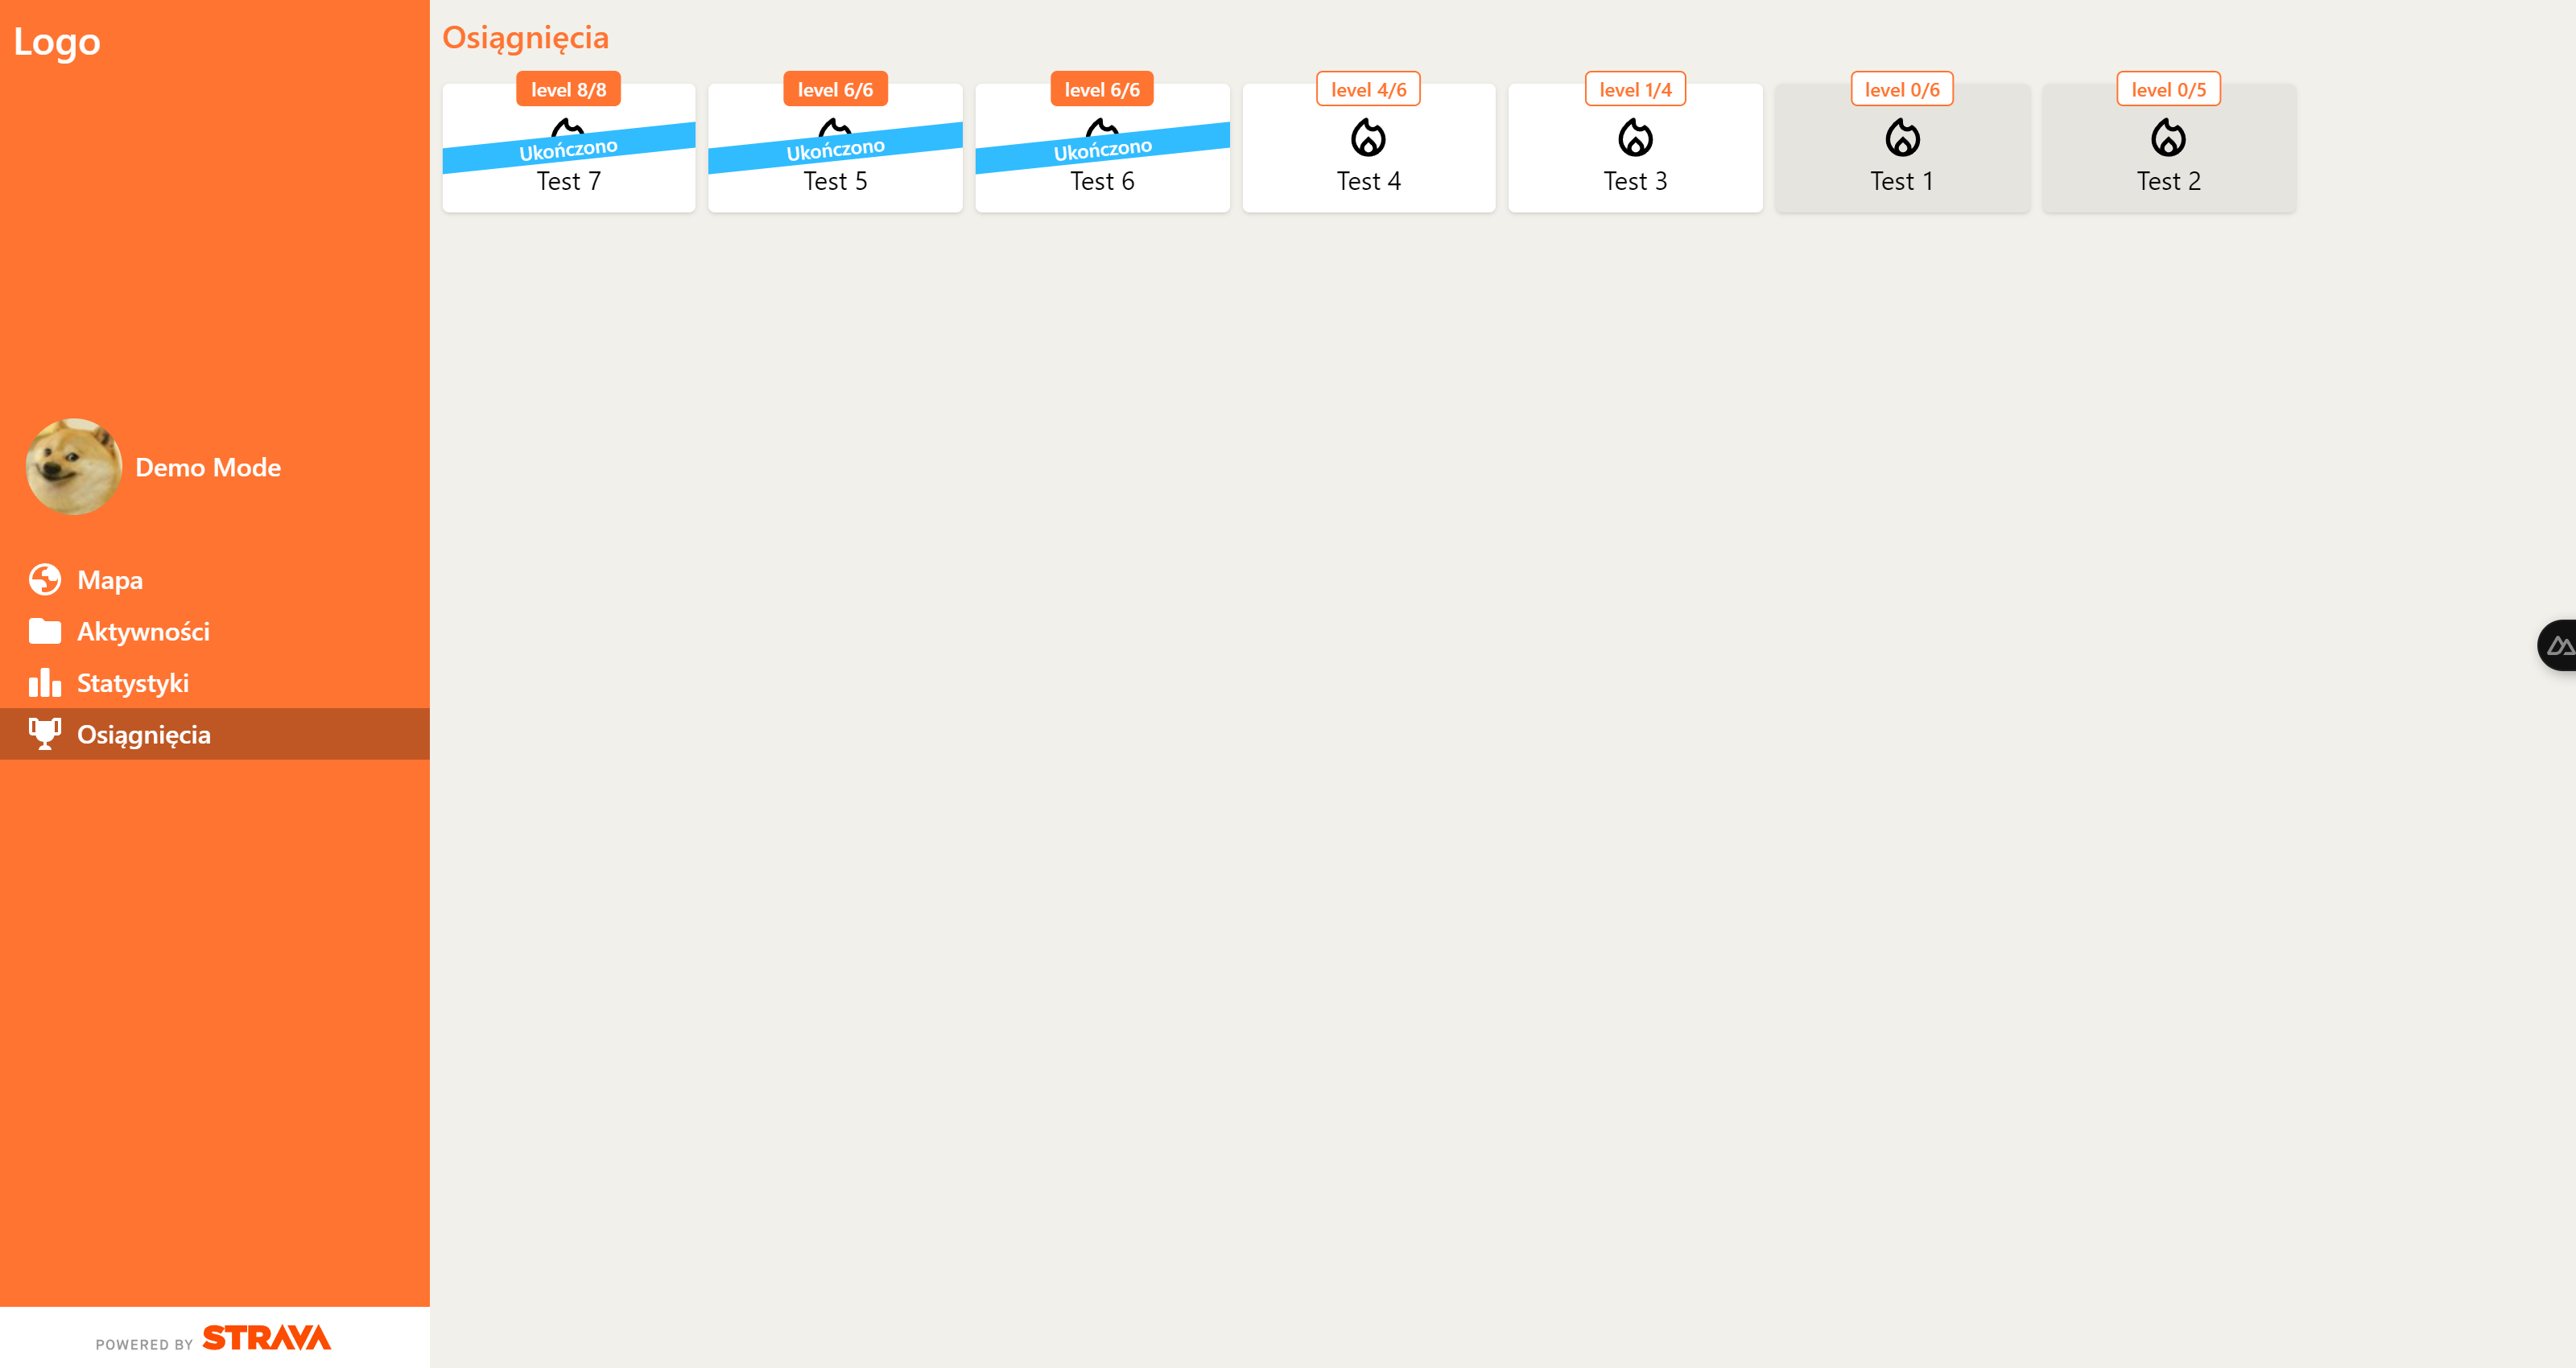 Logo
Demo Mode
Mapa
Aktywności
Statystyki
Osiągnięcia
POWERED BY STRAVA
Osiągnięcia
level 8/8
Ukończono
Test 7
level 6/6
Ukończono
Test 5
level 6/6
Ukończono
Test 6
level 4/6
Test 4
level 1/4
Test 3
level 0/6
Test 1
level 0/5
Test 2